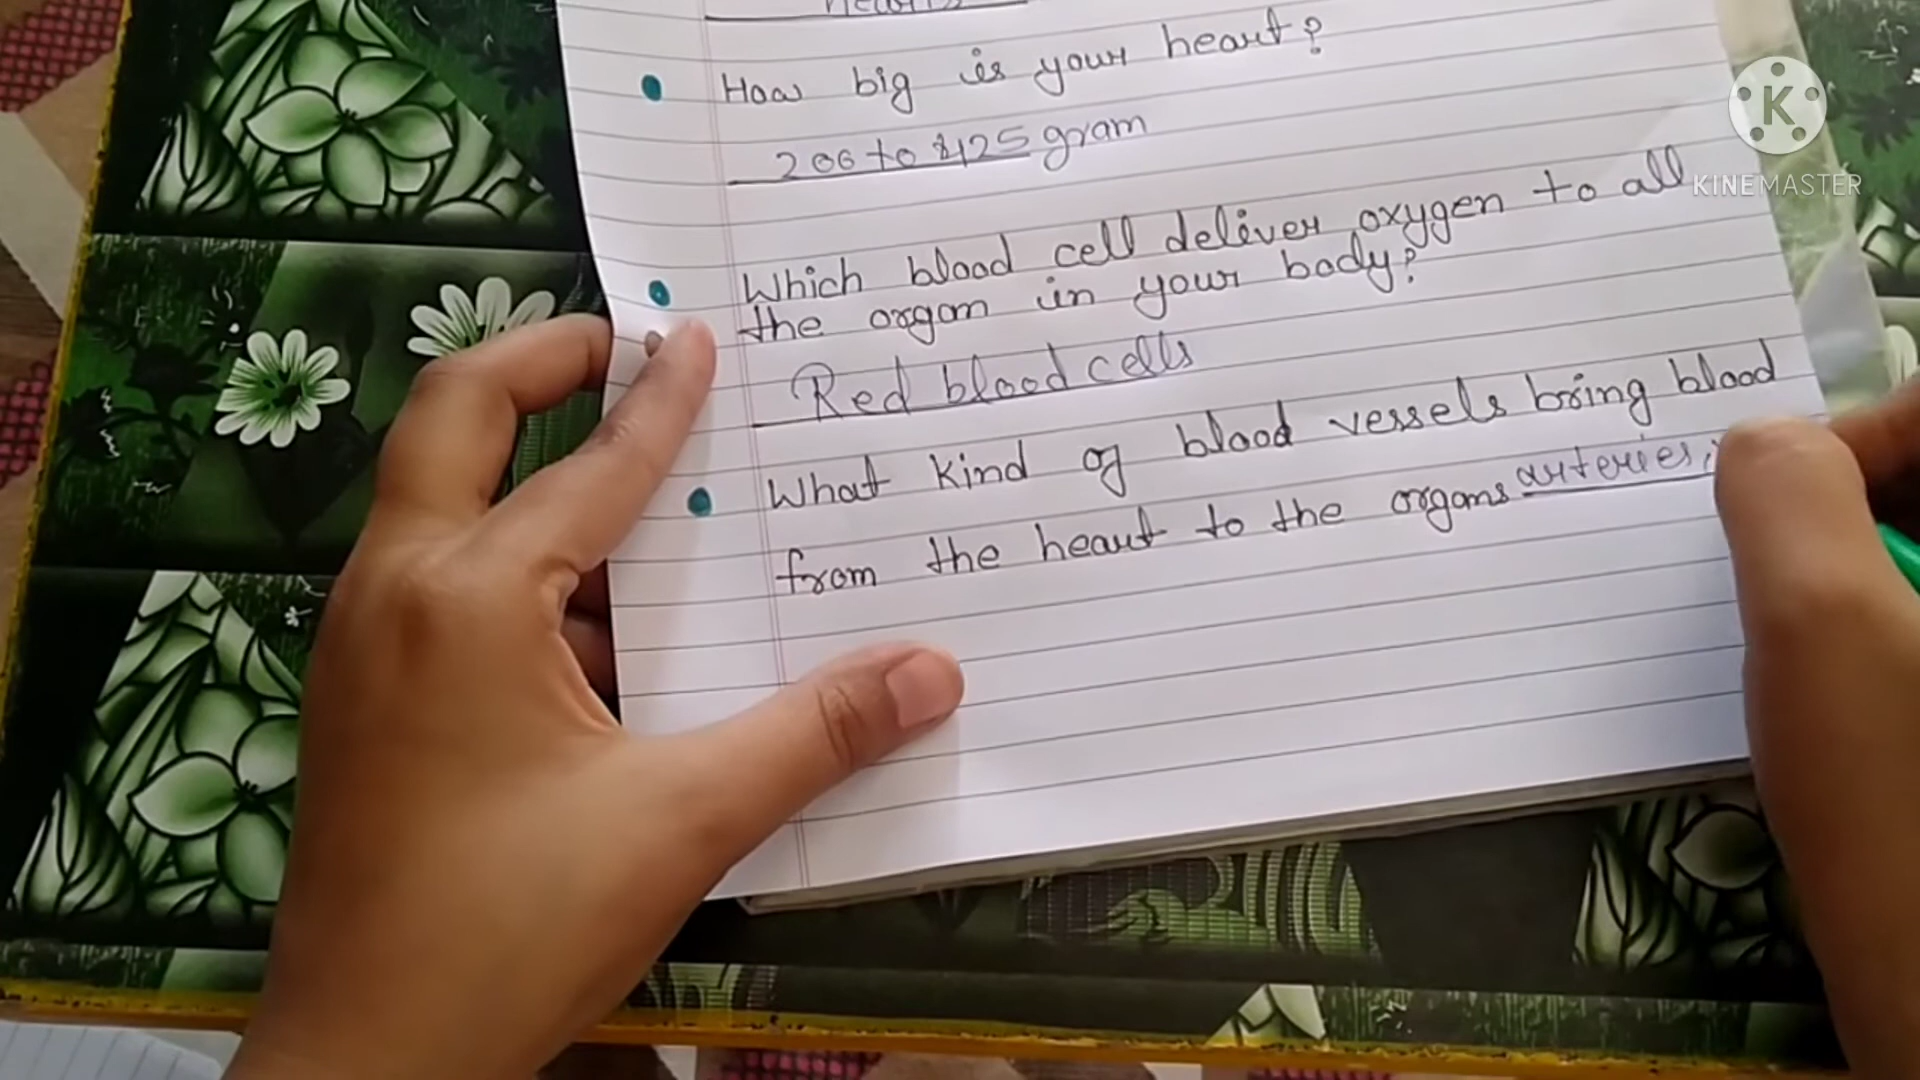 How big is your heart?
206 to 425 gram
Which blood cell deliver oxygen to all
the organ in your body?
Red blood cells
What kind of blood vessels bring blood
from the heart to the organs arteries
K
KINEMASTER